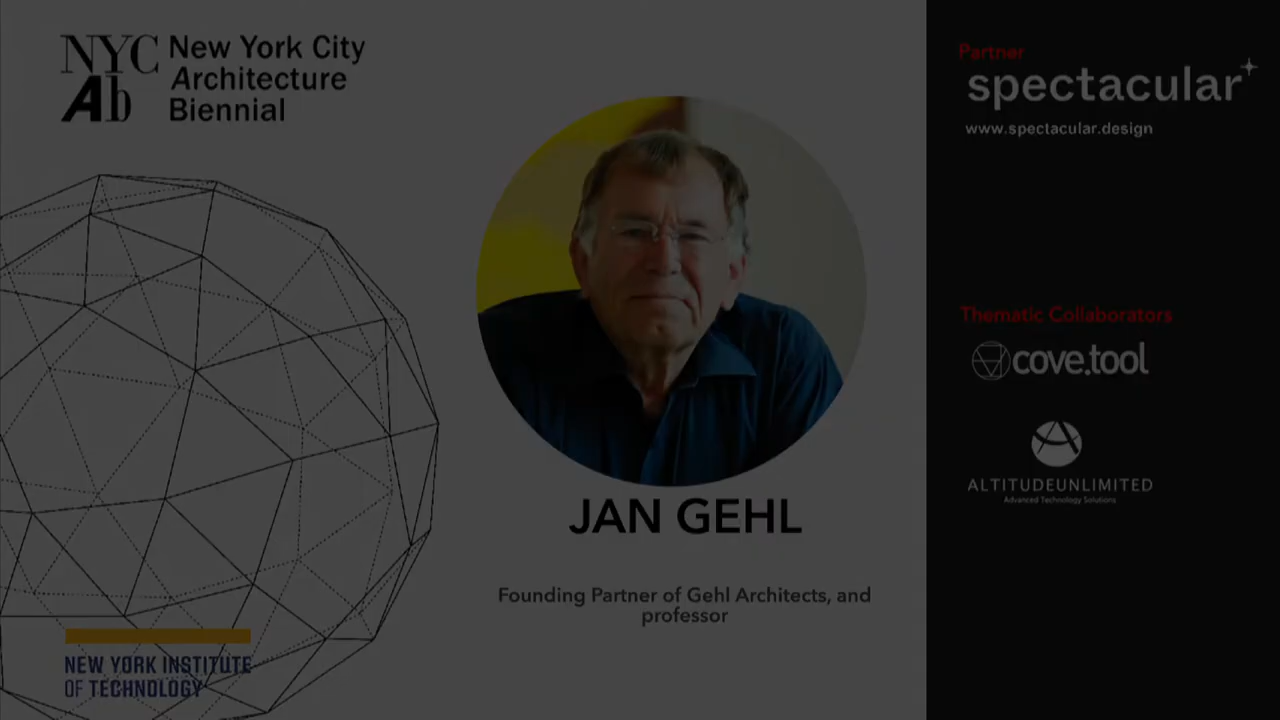 NYC
Ab
New York City
Architecture
Biennial
JAN GEHL
Founding Partner of Gehl Architects, and
professor
NEW YORK INSTITUTE
OF TECHNOLOGY
Partner
spectacular
www.spectacular.design
Thematic Collaborators
cove.tool
ALTITUDEUNLIMITED
Advanced Technology Solutions